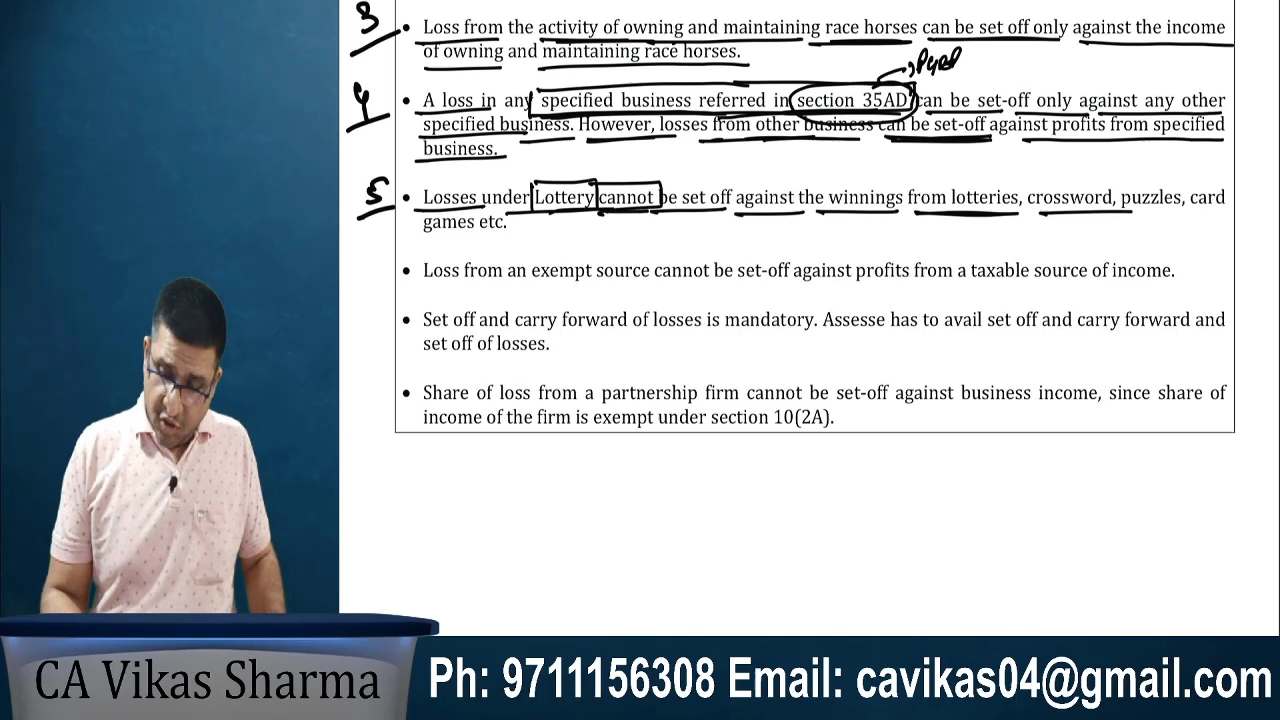 3
• Loss from the activity of owning and maintaining race horses can be set off only against the income
of owning and maintaining race horses.
PGBP
4
• A loss in any specified business referred in section 35AD can be set-off only against any other
specified business. However, losses from other business can be set-off against profits from specified
business.
5
• Losses under Lottery cannot be set off against the winnings from lotteries, crossword, puzzles, card
games etc.
• Loss from an exempt source cannot be set-off against profits from a taxable source of income.
• Set off and carry forward of losses is mandatory. Assesse has to avail set off and carry forward and
set off of losses.
• Share of loss from a partnership firm cannot be set-off against business income, since share of
income of the firm is exempt under section 10(2A).
CA Vikas Sharma
Ph: 9711156308 Email: cavikas04@gmail.com